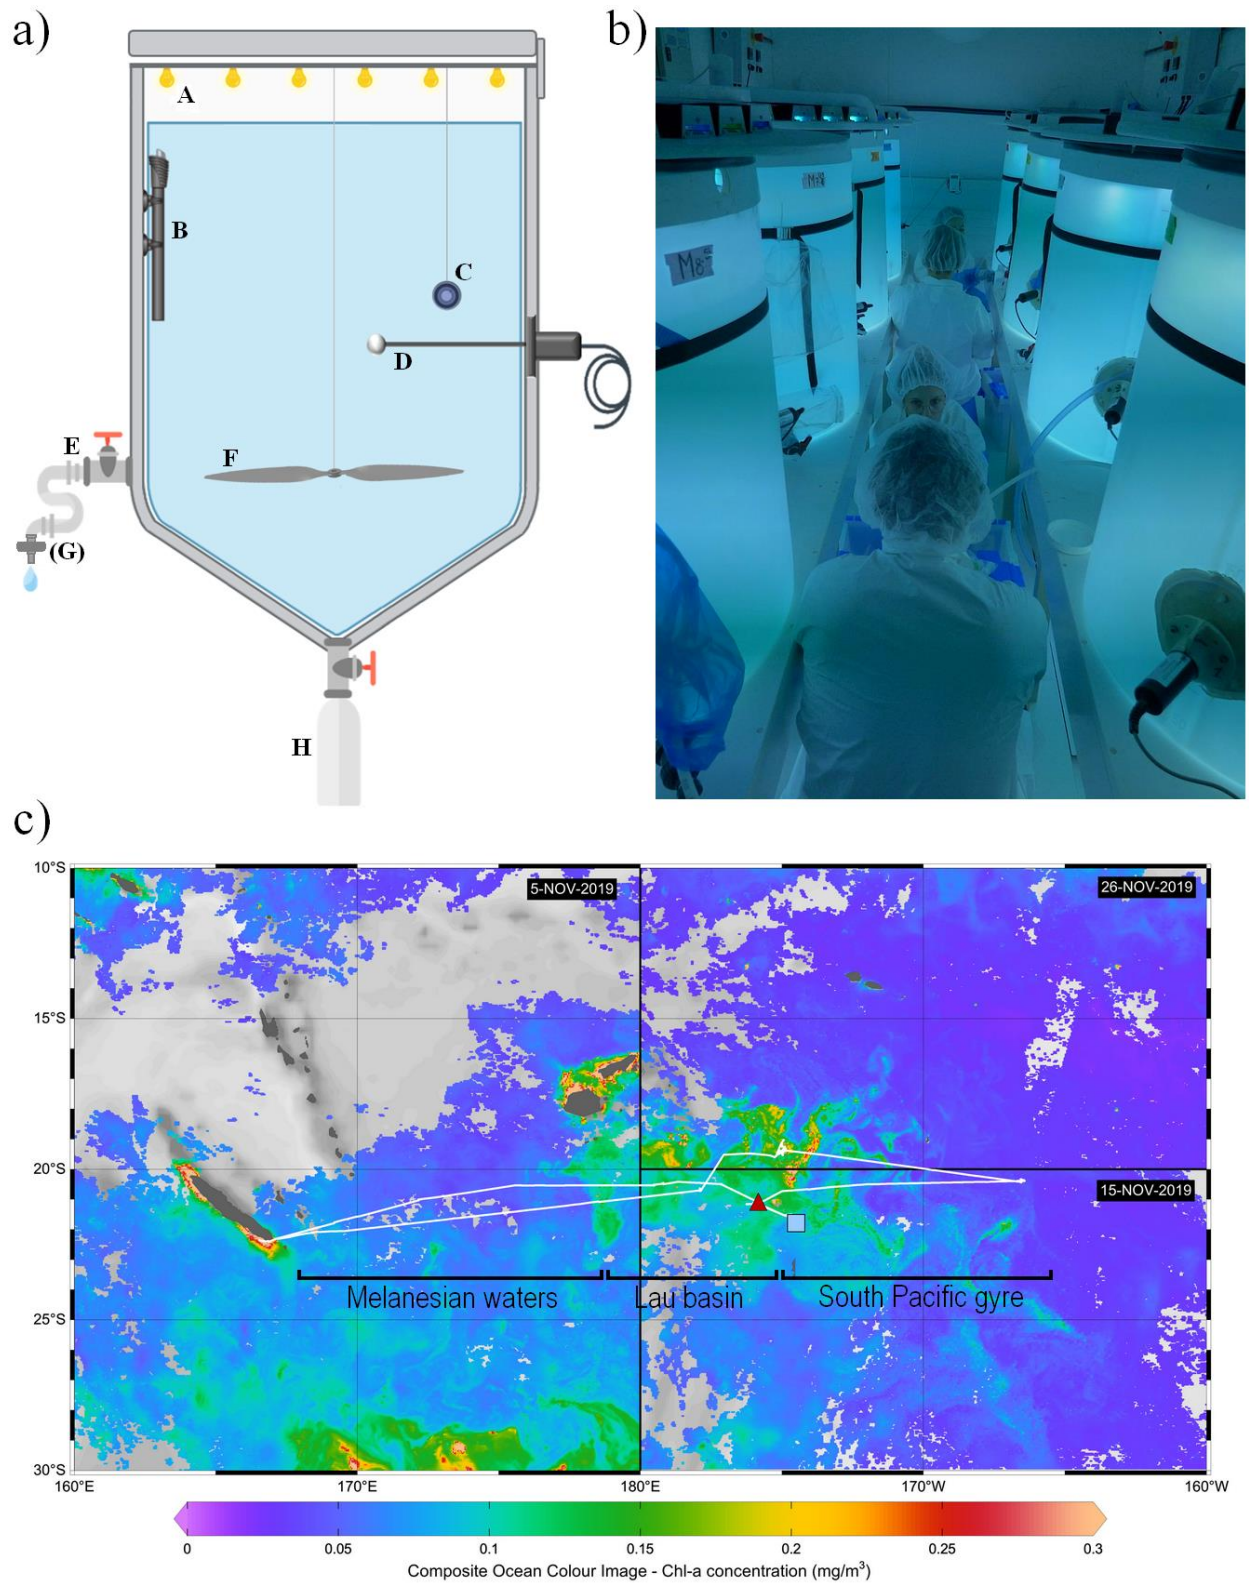 a)
b)
A
B
C
D
E
F
(G)
H
M8
c)
10°S
15°S
20°S
25°S
30°S
5-NOV-2019
26-NOV-2019
15-NOV-2019
Melanesian waters
Lau basin
South Pacific gyre
160°E
170°E
180°E
170°W
160°W
0
0.05
0.1
0.15
0.2
0.25
0.3
Composite Ocean Colour Image - Chl-a concentration (mg/m³)